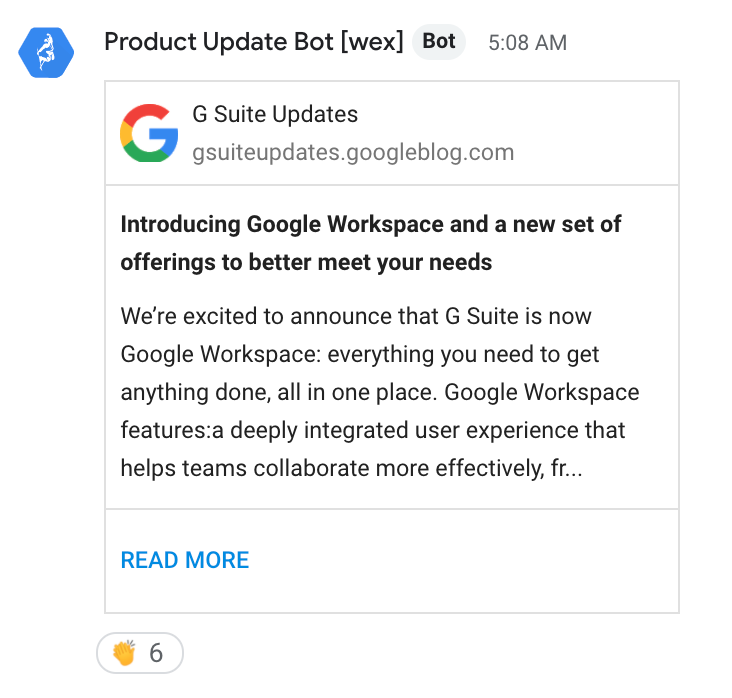 Product Update Bot [wex] Bot 5:08 AM
G Suite Updates
gsuiteupdates.googleblog.com
Introducing Google Workspace and a new set of
offerings to better meet your needs
We’re excited to announce that G Suite is now
Google Workspace: everything you need to get
anything done, all in one place. Google Workspace
features:a deeply integrated user experience that
helps teams collaborate more effectively, fr...
READ MORE
👏 6